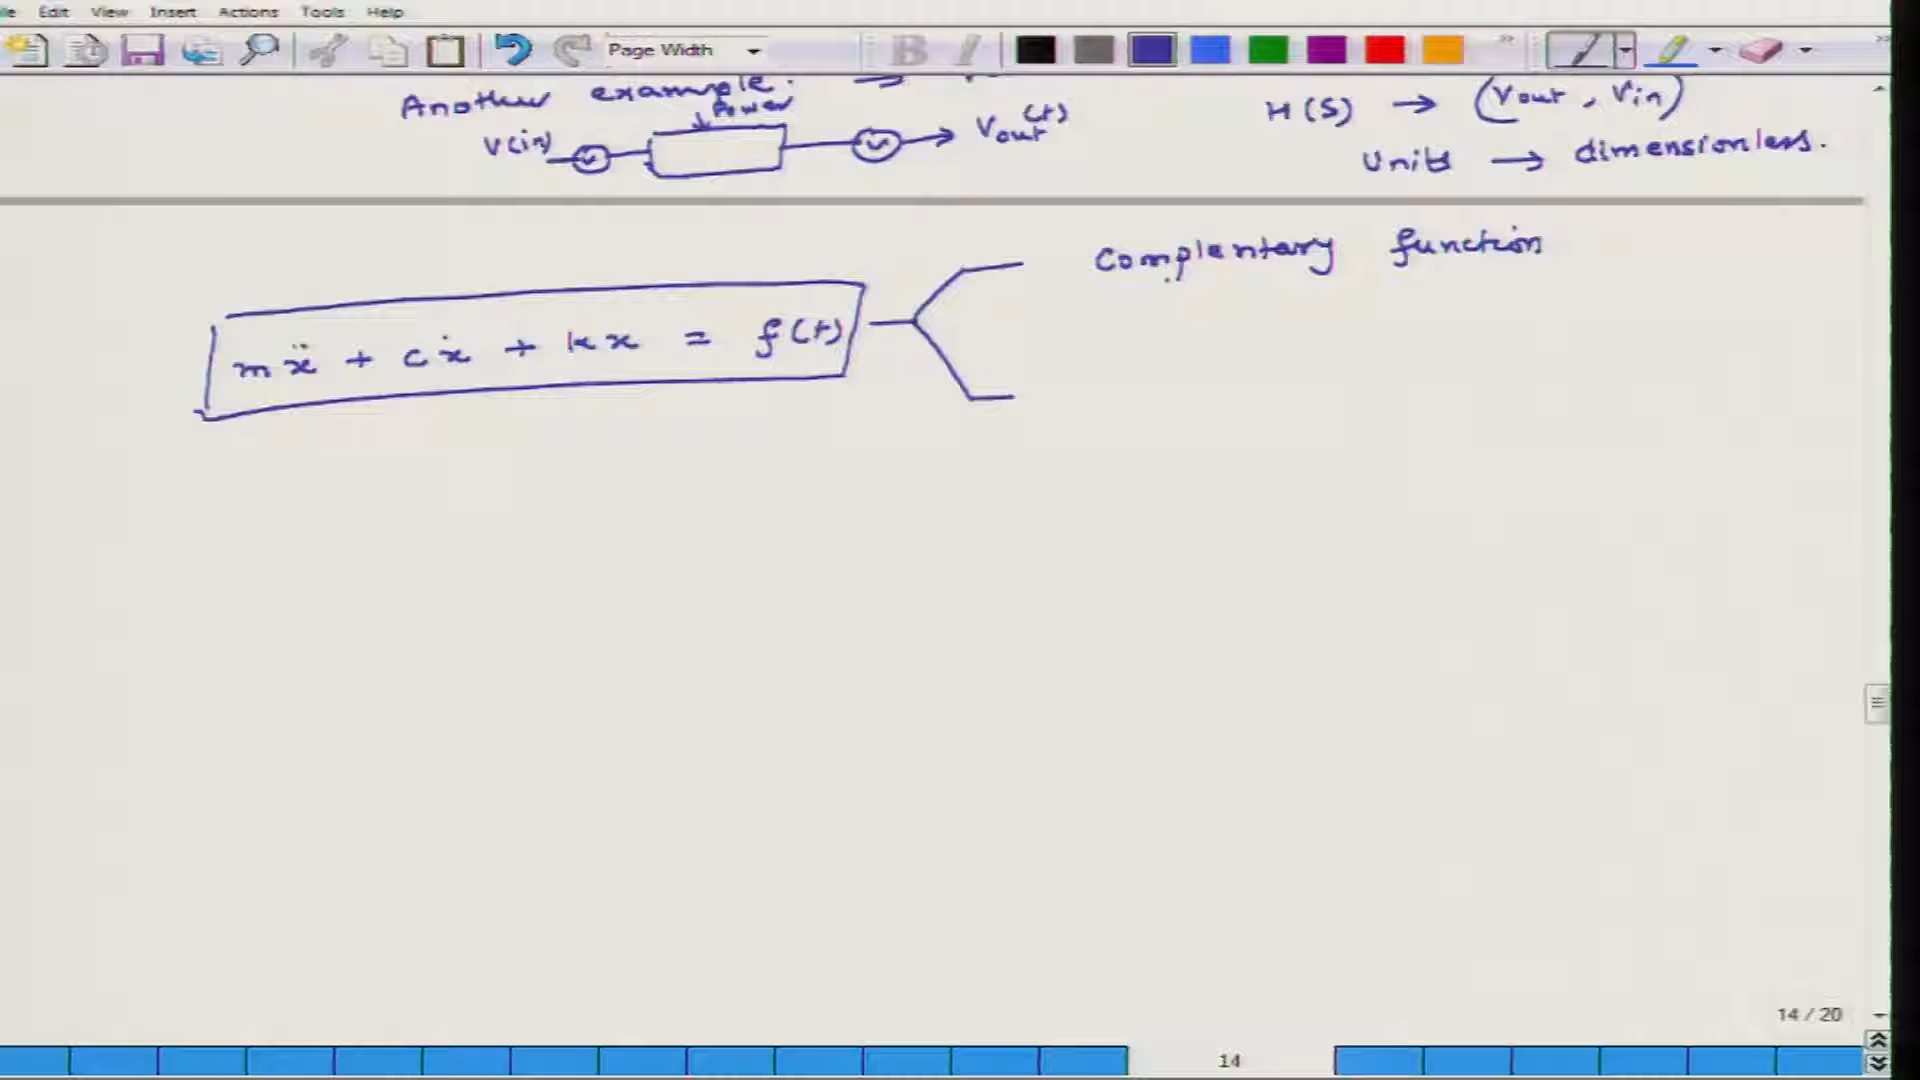 Edit View Insert Actions Tools Help
Page Width
B I
Another example.
Power
V(in)
Vout(t)
H(s) → (Vout, Vin)
Units → dimensionless.
Complentary function
mẍ + cẋ + kx = f(t)
14 / 20
14